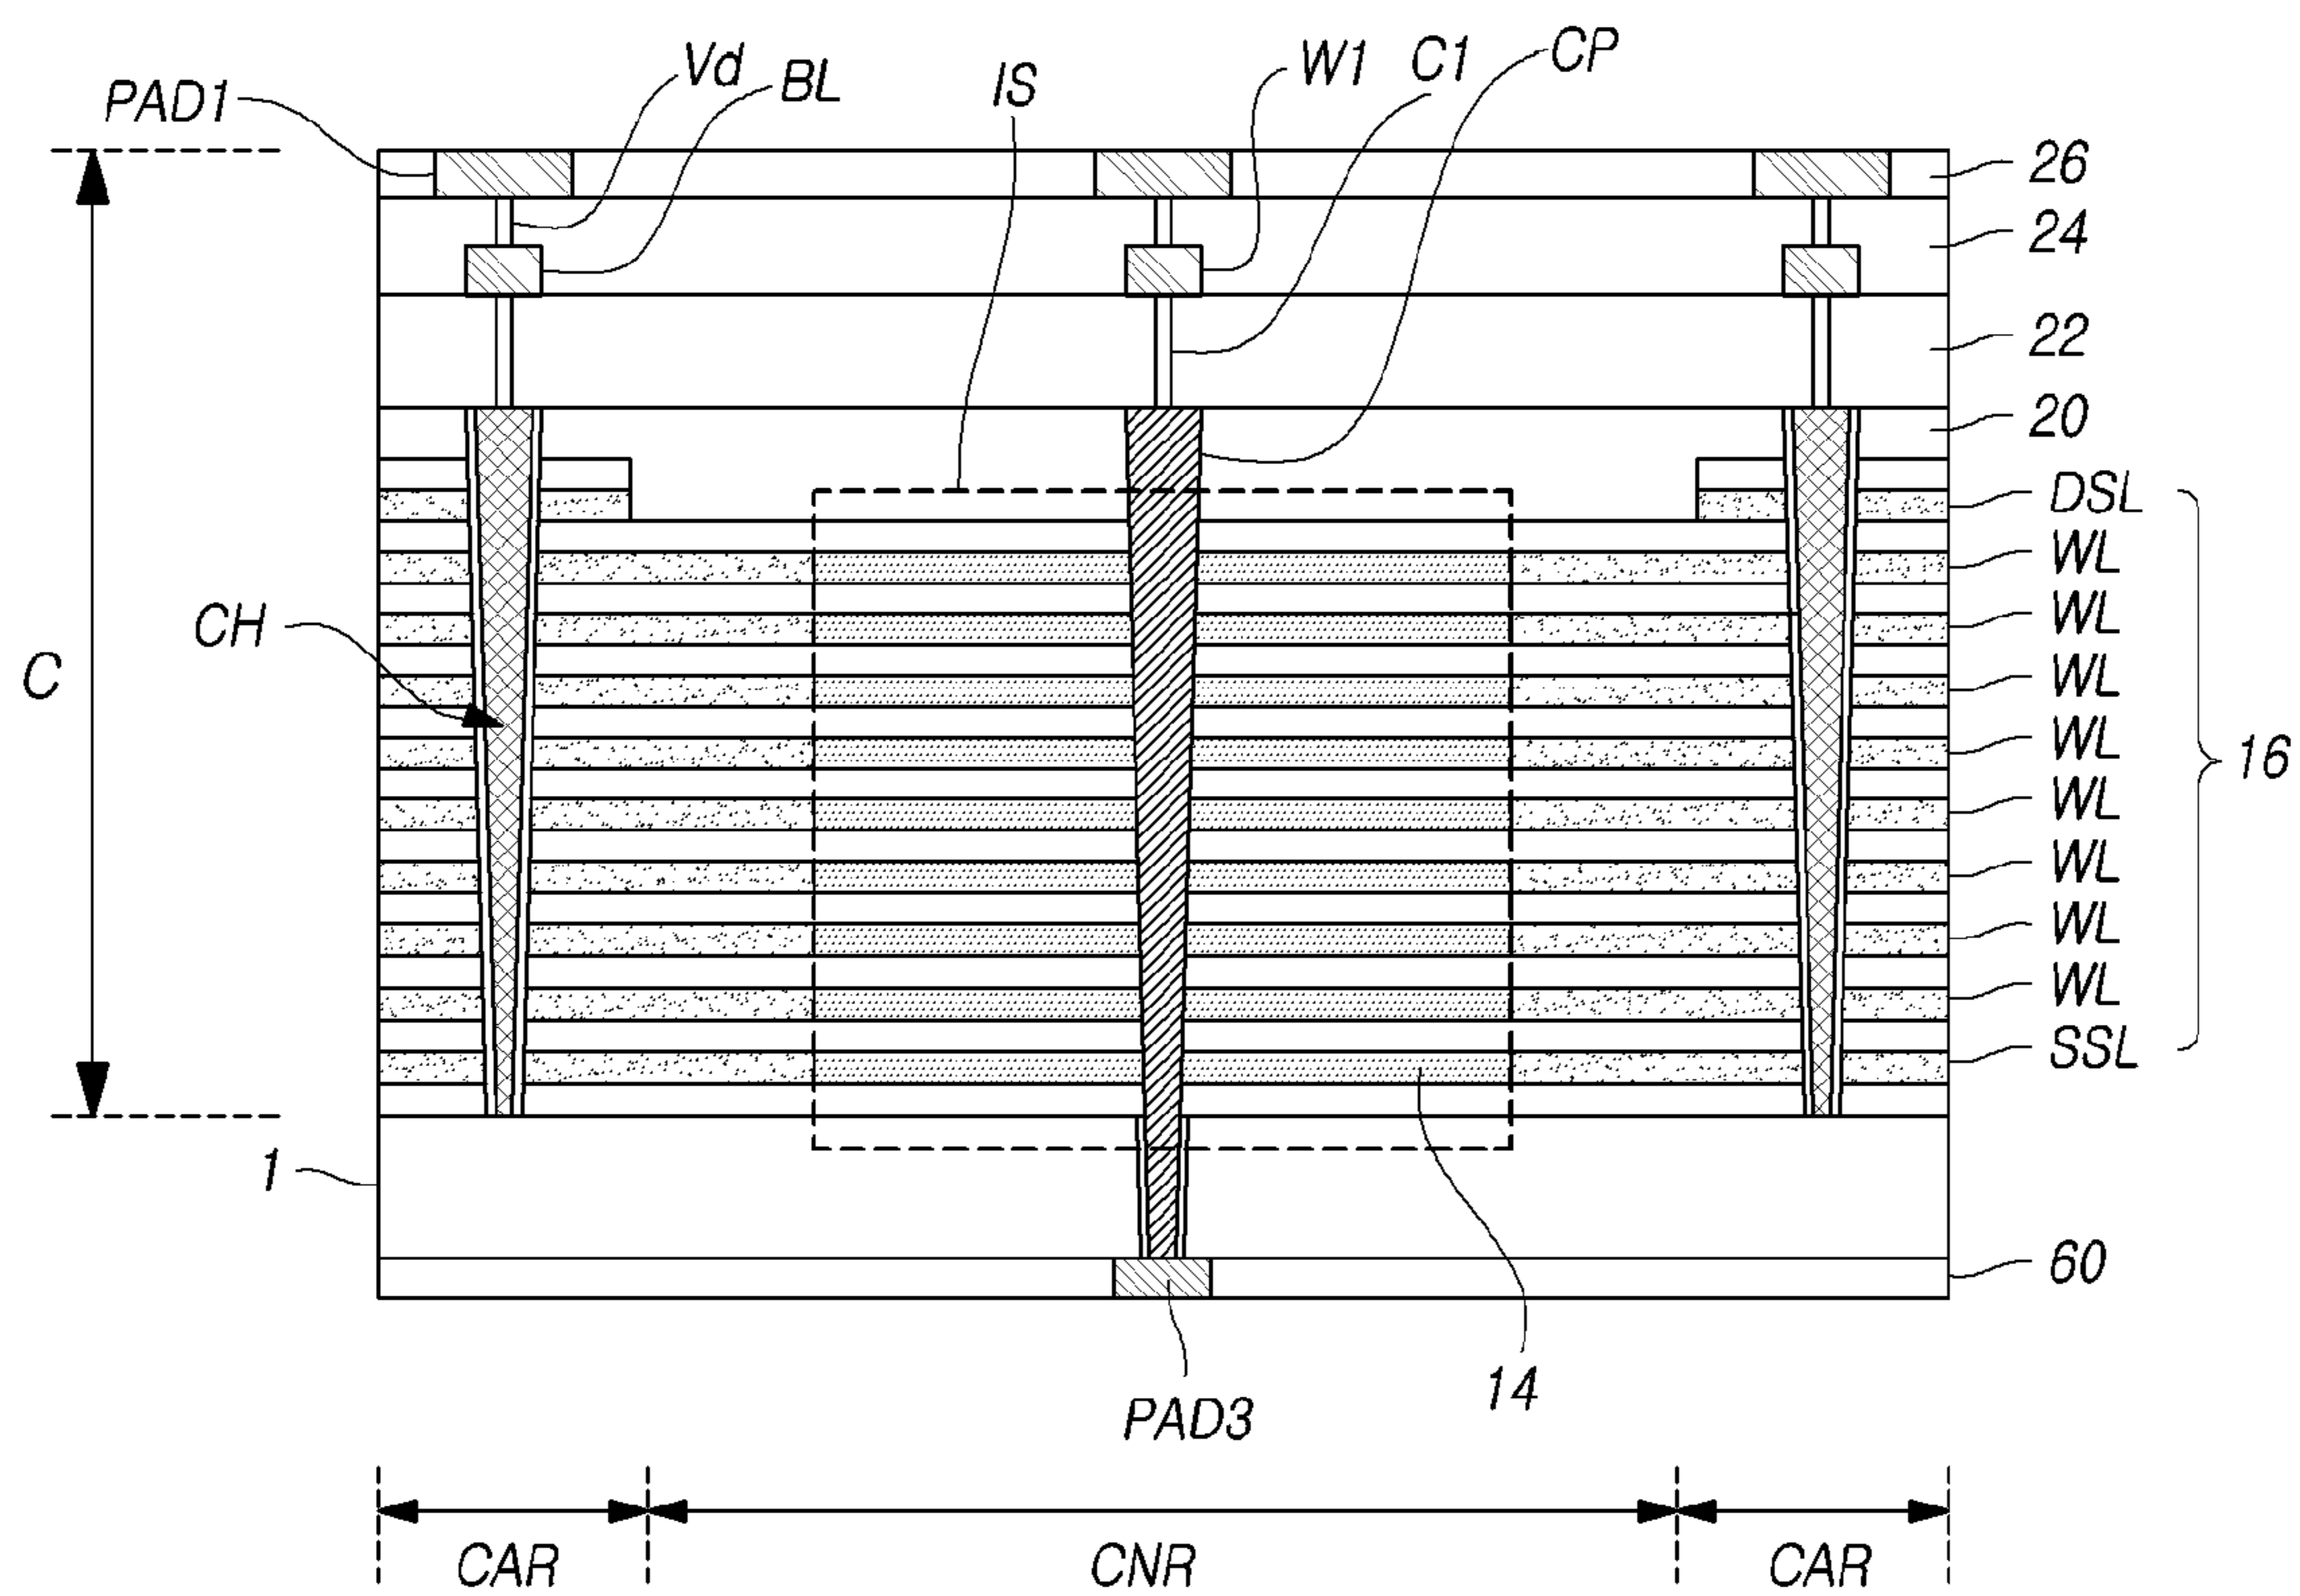 PAD1 Vd BL IS W1 C1 CP
26
24
22
20
DSL
WL
WL
CH
WL
C
WL
16
WL
WL
WL
WL
SSL
1
60
14
PAD3
CAR CNR CAR